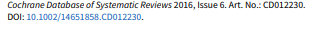 Cochrane Database of Systematic Reviews 2016, Issue 6. Art. No.: CD012230.
DOI: 10.1002/14651858.CD012230.